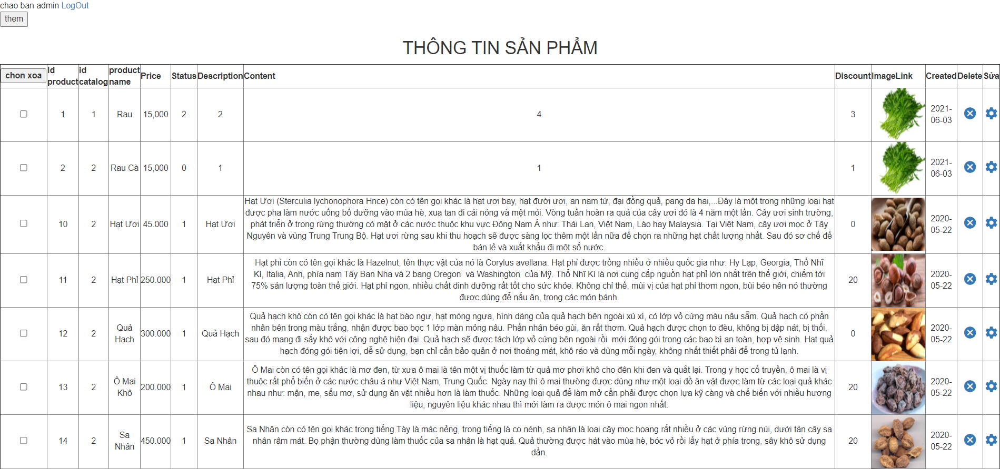 chao ban admin LogOut
them
THÔNG TIN SẢN PHẨM
chon xoa Id product id catalog product name Price Status Description Content Discount ImageLink Created Delete Sửa
1 1 Rau 15,000 2 2 4 3 2021-06-03
2 2 Rau Cà 15,000 0 1 1 1 2021-06-03
10 2 Hạt Ươi 45.000 1 Hạt Ươi
Hạt Ươi (Sterculia lychonophora Hnce) còn có tên gọi khác là hạt ươi bay, hạt đười ươi, an nam tứ, đại đồng quả, pang da hai,...Đây là một trong những loại hạt
được pha làm nước uống bổ dưỡng vào mùa hè, xua tan đi cái nóng và mệt mỏi. Vòng tuần hoàn ra quả của cây ươi đó là 4 năm một lần. Cây ươi sinh trường,
phát triển ở trong rừng thường có mặt ở các nước thuộc khu vực Đông Nam Á như: Thái Lan, Việt Nam, Lào hay Malaysia. Tại Việt Nam, cây ươi mọc ở Tây
Nguyên và vùng Trung Trung Bộ. Hạt ươi rừng sau khi thu hoạch sẽ được sàng lọc thêm một lần nữa để chọn ra những hạt chất lượng nhất. Sau đó sơ chế để
bán lẻ và xuất khẩu đi một số nước.
0 2020-05-22
11 2 Hạt Phỉ 250.000 1 Hạt Phỉ
Hạt phỉ còn có tên gọi khác là Hazelnut, tên thực vật của nó là Corylus avellana. Hạt phỉ được trồng nhiều ở nhiều quốc gia như: Hy Lạp, Georgia, Thổ Nhĩ
Kì, Italia, Anh, phía nam Tây Ban Nha và 2 bang Oregon và Washington của Mỹ. Thổ Nhĩ Kì là nơi cung cấp nguồn hạt phỉ lớn nhất trên thế giới, chiếm tới
75% sản lượng toàn thế giới. Hạt phỉ ngon, nhiều chất dinh dưỡng rất tốt cho sức khỏe. Không chỉ thế, mùi vị của hạt phỉ thơm ngon, bùi béo nên nó thường
được dùng để nấu ăn, trong các món bánh.
20 2020-05-22
12 2 Quả Hạch 300.000 1 Quả Hạch
Quả hạch khô còn có tên gọi khác là hạt bào ngư, hạt móng ngựa, hình dáng của quả hạch bên ngoài xù xì, có lớp vỏ cứng màu nâu sẫm. Quả hạch có phần
nhân bên trong màu trắng, nhận được bao bọc 1 lớp màn mỏng nâu. Phần nhân béo gùi, ăn rất thơm. Quả hạch được chọn to đèu, không bị dập nát, bị thối,
sau đó mang đi sấy khô với công nghệ hiện đại. Quả hạch sẽ được tách lớp vỏ cứng bên ngoài rồi mới đóng gói trong các bao bì an toàn, hợp vệ sinh. Hạt quả
hạch đóng gói tiện lợi, dễ sử dụng, bạn chỉ cần bảo quản ở nơi thoáng mát, khô ráo và dùng mỗi ngày, không nhất thiết phải để trong tủ lạnh.
0 2020-05-22
13 2 Ô Mai Khô 200.000 1 Ô Mai
Ô Mai còn có tên gọi khác là mơ đen, từ xưa ô mai là tên một vị thuốc làm từ quả mơ phơi khô cho đên khi đen và quắt lại. Trong y học cổ truyền, ô mai là vị
thuộc rất phổ biến ở các nước châu á như Việt Nam, Trung Quốc. Ngày nay thì ô mai thường được dùng như một loại đồ ăn vặt được làm từ các loại quả khác
nhau như: mận, me, sấu mơ, sử dụng ăn vặt nhiều hơn là làm thuốc. Những loại quả để làm mở cần phải được chọn lựa kỹ càng và chế biến với nhiều hương
liệu, nguyên liệu khác nhau thì mới làm ra được món ô mai ngon nhất.
20 2020-05-22
14 2 Sa Nhân 450.000 1 Sa Nhân
Sa Nhân còn có tên gọi khác trong tiếng Tày là mác nẻng, trong tiếng là co nénh, sa nhân là loại cây mọc hoang rất nhiều ở các vùng rừng núi, dưới tán cây sa
nhân râm mát. Bọ phận thường dùng làm thuốc của sa nhân là hạt quả. Quả thường được hát vào mùa hè, bóc vỏ rồi lấy hạt ở phía trong, sây khô sử dụng
dần.
20 2020-05-22